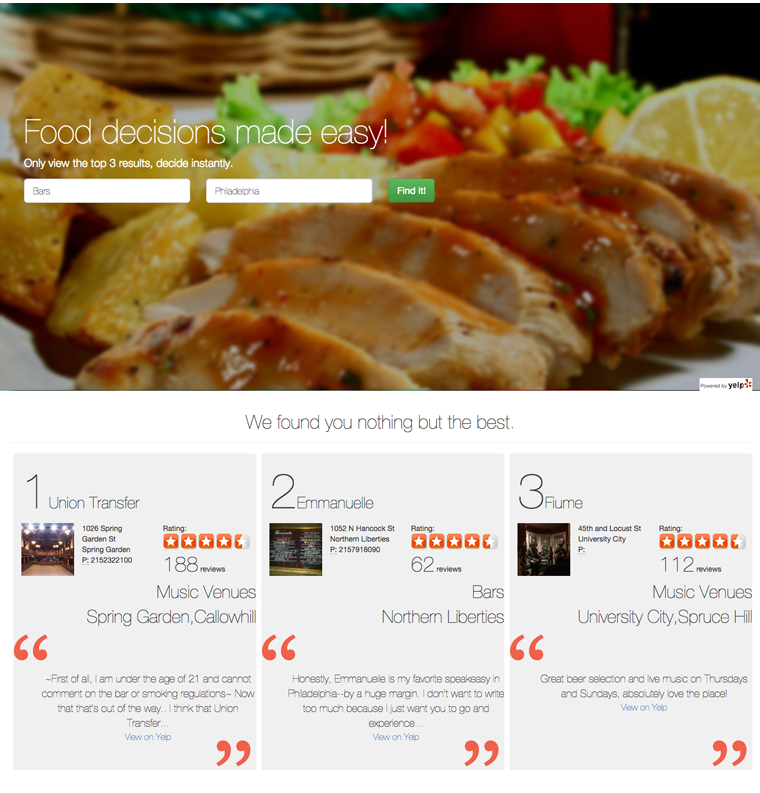 Food decisions made easy!
Only view the top 3 results, decide instantly.
Bars
Philadelphia
Find it!
Powered by yelp
We found you nothing but the best.
1 Union Transfer
1026 Spring
Garden St
Spring Garden
P: 2152322100
Rating:
188 reviews
Music Venues
Spring Garden,Callowhill
“
~First of all, I am under the age of 21 and cannot
comment on the bar or smoking regulations~ Now
that that's out of the way.. I think that Union
Transfer...
View on Yelp
”
2 Emmanuelle
1052 N Hancock St
Northern Liberties
P: 2157918090
Rating:
62 reviews
Bars
Northern Liberties
“
Honestly, Emmanuelle is my favorite speakeasy in
Philadelphia--by a huge margin. I don't want to write
too much because I just want you to go and
experience...
View on Yelp
”
3 Fiume
45th and Locust St
University City
P:
Rating:
112 reviews
Music Venues
University City,Spruce Hill
“
Great beer selection and live music on Thursdays
and Sundays, absolutely love the place!
View on Yelp
”